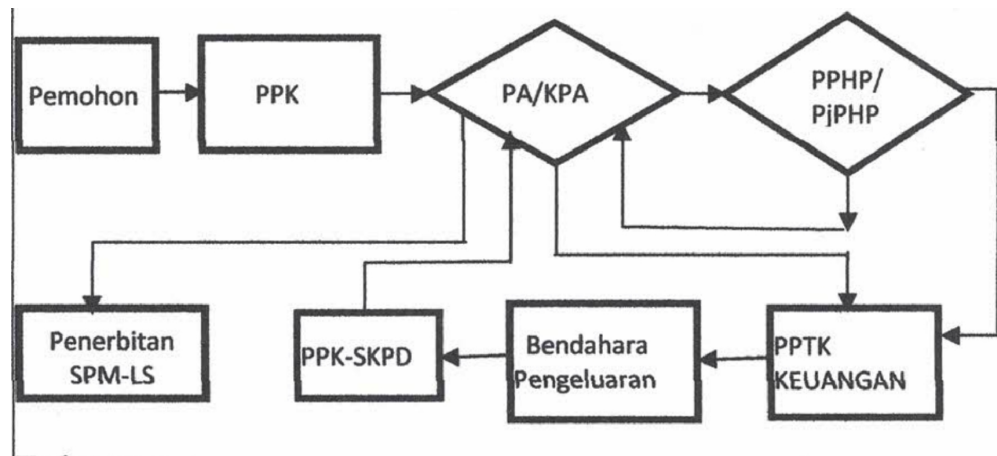 Pemohon
PPK
PA/KPA
PPHP/
PjPHP
Penerbitan
SPM-LS
PPK-SKPD
Bendahara
Pengeluaran
PPTK
KEUANGAN